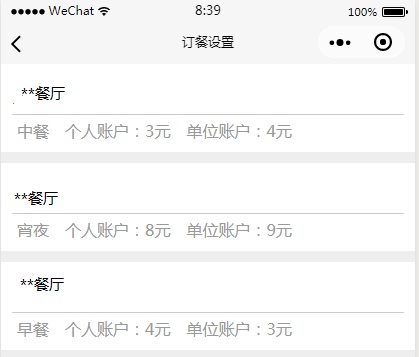 WeChat 8:39 100%
订餐设置
**餐厅
中餐 个人账户：3元 单位账户：4元
**餐厅
宵夜 个人账户：8元 单位账户：9元
**餐厅
早餐 个人账户：4元 单位账户：3元